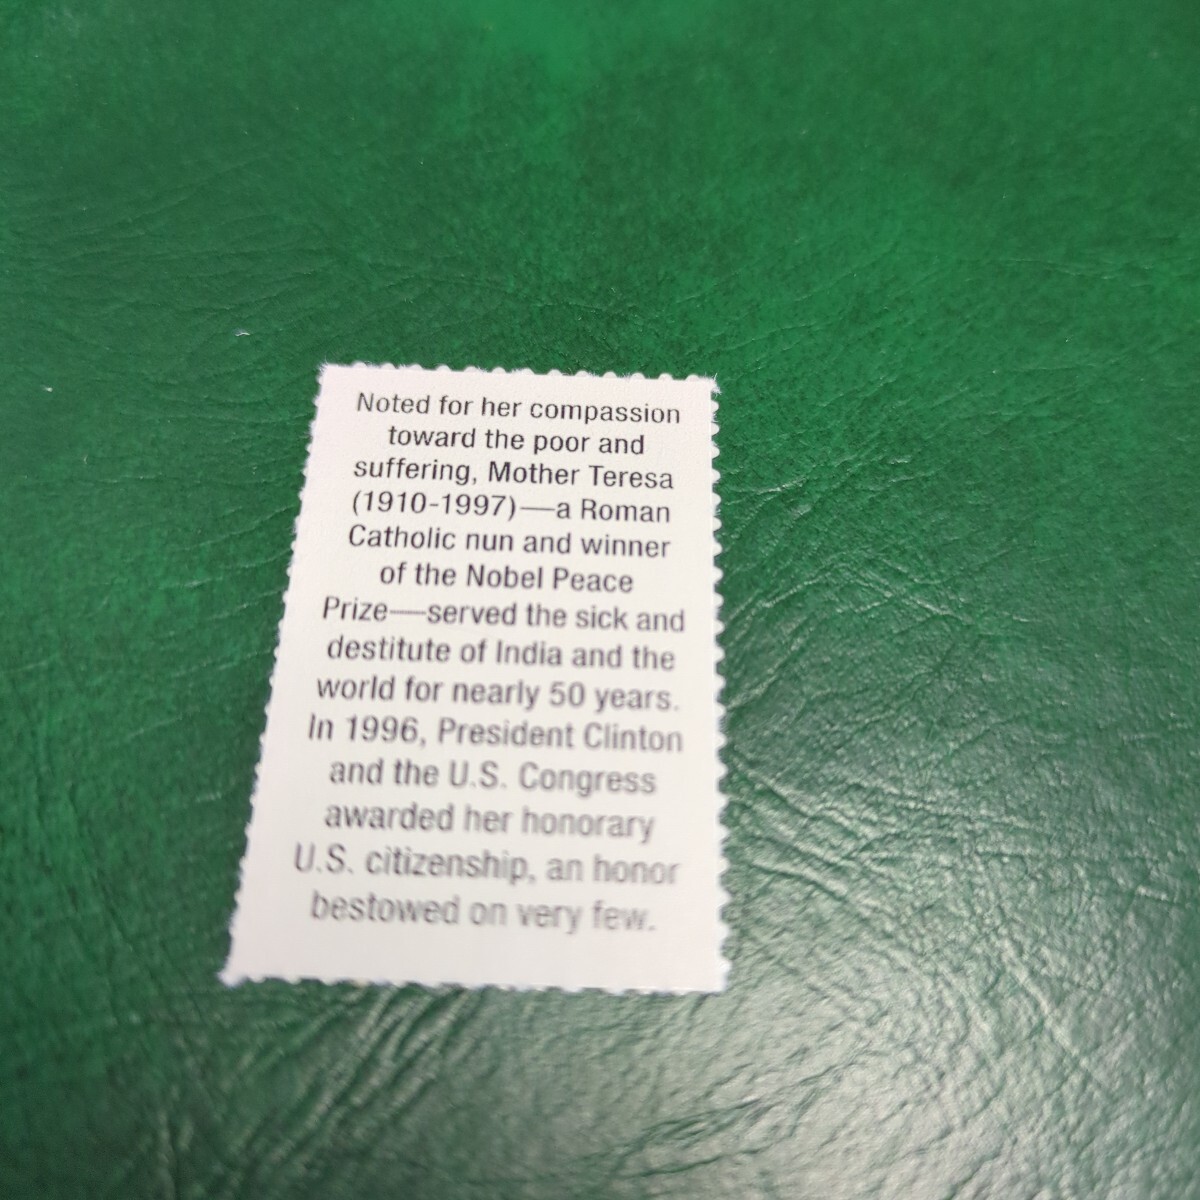 Noted for her compassion
toward the poor and
suffering, Mother Teresa
(1910-1997)—a Roman
Catholic nun and winner
of the Nobel Peace
Prize—served the sick and
destitute of India and the
world for nearly 50 years.
In 1996, President Clinton
and the U.S. Congress
awarded her honorary
U.S. citizenship, an honor
bestowed on very few.